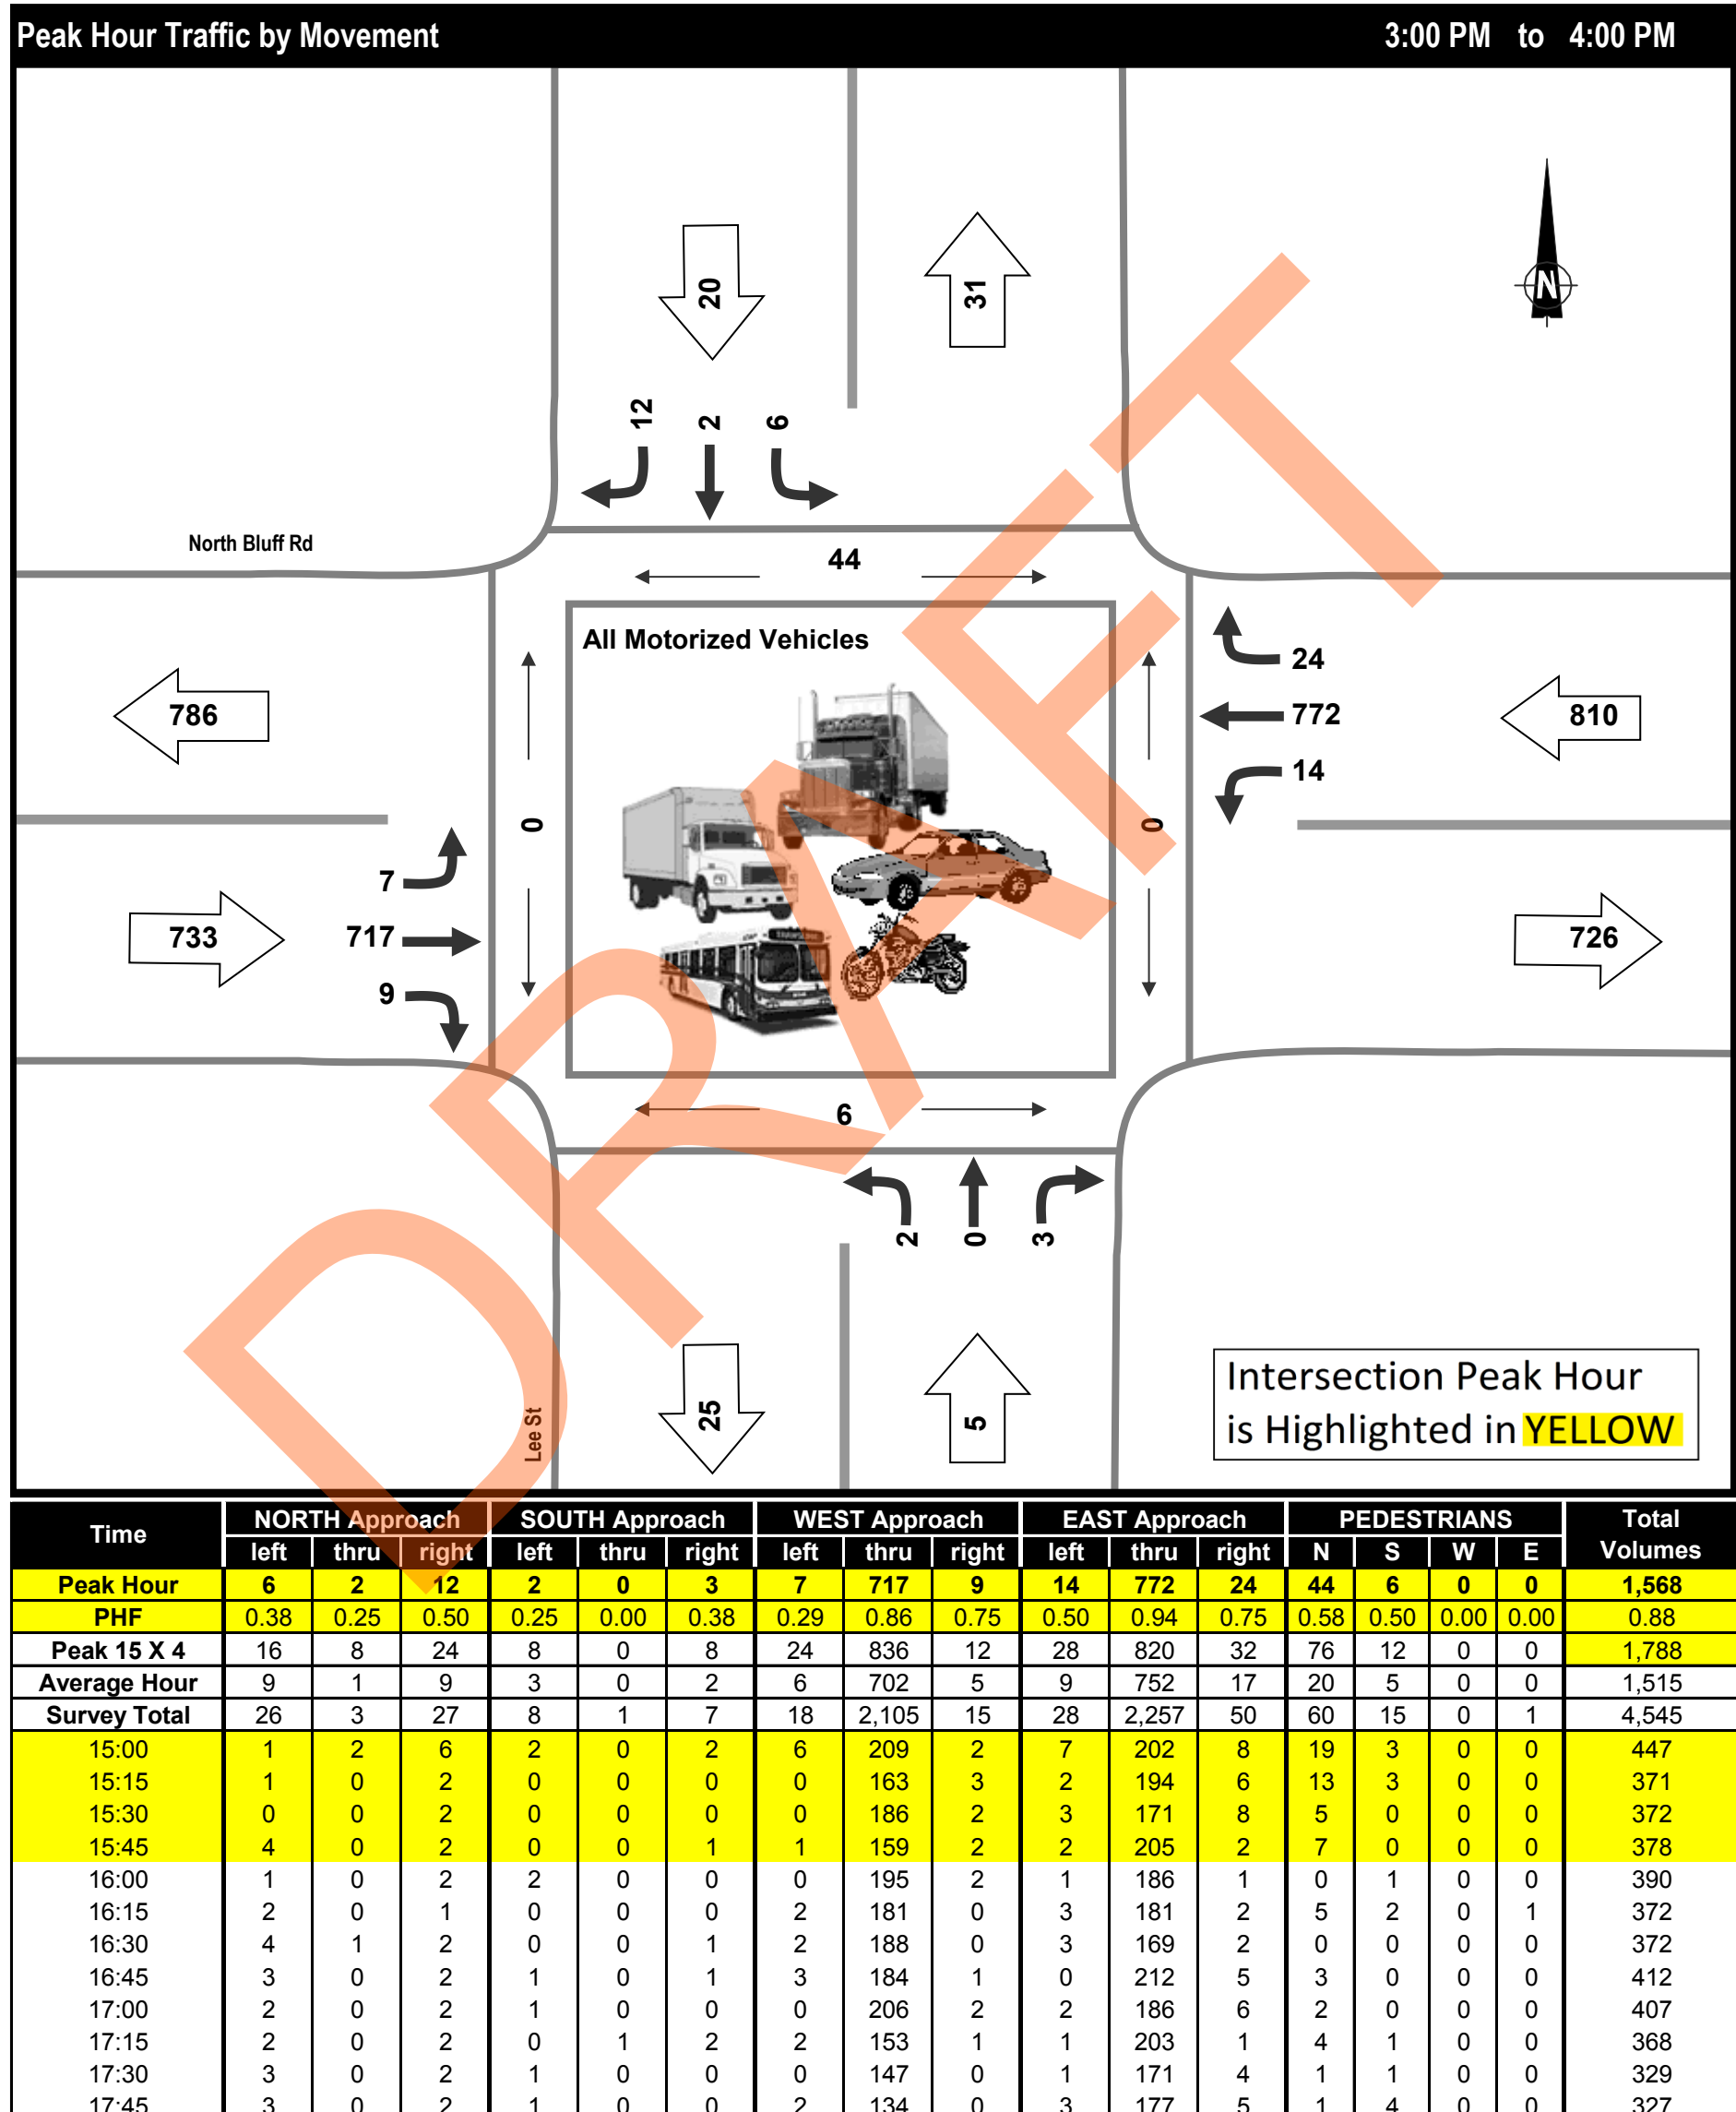 Peak Hour Traffic by Movement 3:00 PM to 4:00 PM
20
31
N
12 2 6
North Bluff Rd
44
All Motorized Vehicles
24
786
772
810
14
0
0
7
733
717
726
9
6
2 0 3
Intersection Peak Hour
is Highlighted in YELLOW
Lee St
25
5
DRAFT
Time NORTH Approach SOUTH Approach WEST Approach EAST Approach PEDESTRIANS Total Volumes
left thru right left thru right left thru right left thru right N S W E
Peak Hour 6 2 12 2 0 3 7 717 9 14 772 24 44 6 0 0 1,568
PHF 0.38 0.25 0.50 0.25 0.00 0.38 0.29 0.86 0.75 0.50 0.94 0.75 0.58 0.50 0.00 0.00 0.88
Peak 15 X 4 16 8 24 8 0 8 24 836 12 28 820 32 76 12 0 0 1,788
Average Hour 9 1 9 3 0 2 6 702 5 9 752 17 20 5 0 0 1,515
Survey Total 26 3 27 8 1 7 18 2,105 15 28 2,257 50 60 15 0 1 4,545
15:00 1 2 6 2 0 2 6 209 2 7 202 8 19 3 0 0 447
15:15 1 0 2 0 0 0 0 163 3 2 194 6 13 3 0 0 371
15:30 0 0 2 0 0 0 0 186 2 3 171 8 5 0 0 0 372
15:45 4 0 2 0 0 1 1 159 2 2 205 2 7 0 0 0 378
16:00 1 0 2 2 0 0 0 195 2 1 186 1 0 1 0 0 390
16:15 2 0 1 0 0 0 2 181 0 3 181 2 5 2 0 1 372
16:30 4 1 2 0 0 1 2 188 0 3 169 2 0 0 0 0 372
16:45 3 0 2 1 0 1 3 184 1 0 212 5 3 0 0 0 412
17:00 2 0 2 1 0 0 0 206 2 2 186 6 2 0 0 0 407
17:15 2 0 2 0 1 2 2 153 1 1 203 1 4 1 0 0 368
17:30 3 0 2 1 0 0 0 147 0 1 171 4 1 1 0 0 329
17:45 3 0 2 1 0 0 2 134 0 3 177 5 1 4 0 0 327